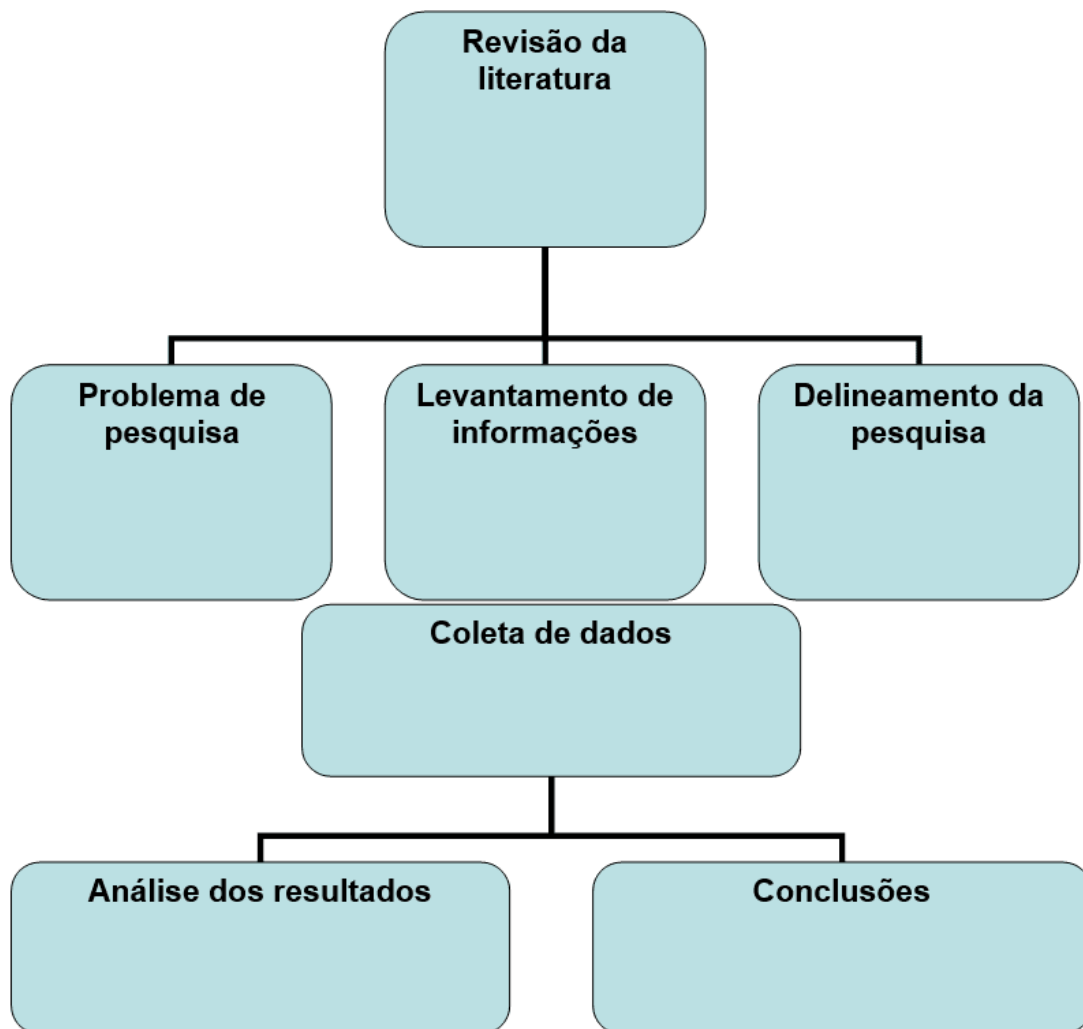 Revisão da
literatura
Problema de
pesquisa
Levantamento de
informações
Delineamento da
pesquisa
Coleta de dados
Análise dos resultados
Conclusões